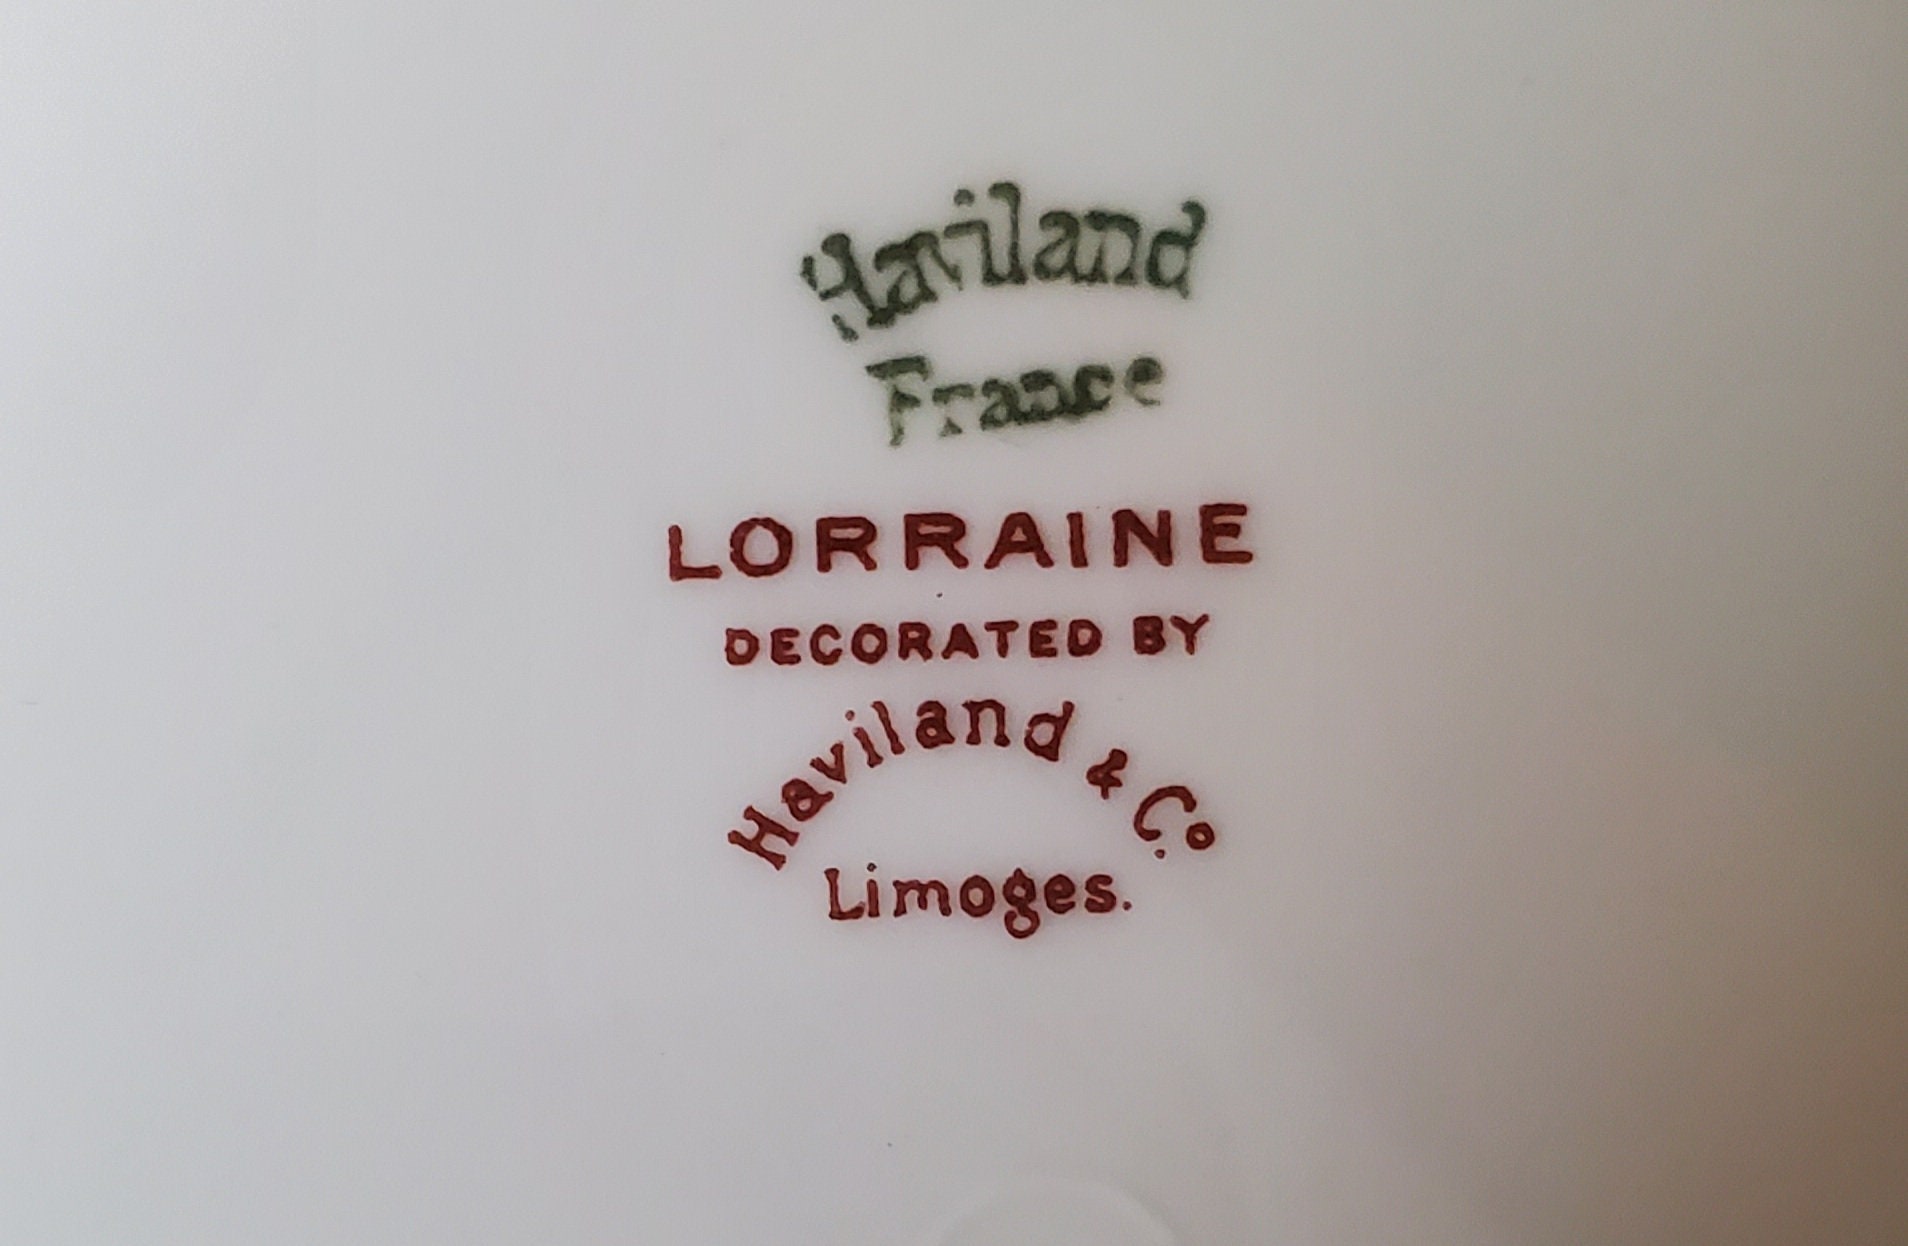 Haviland
France
LORRAINE
DECORATED BY
Haviland & Co.
Limoges.